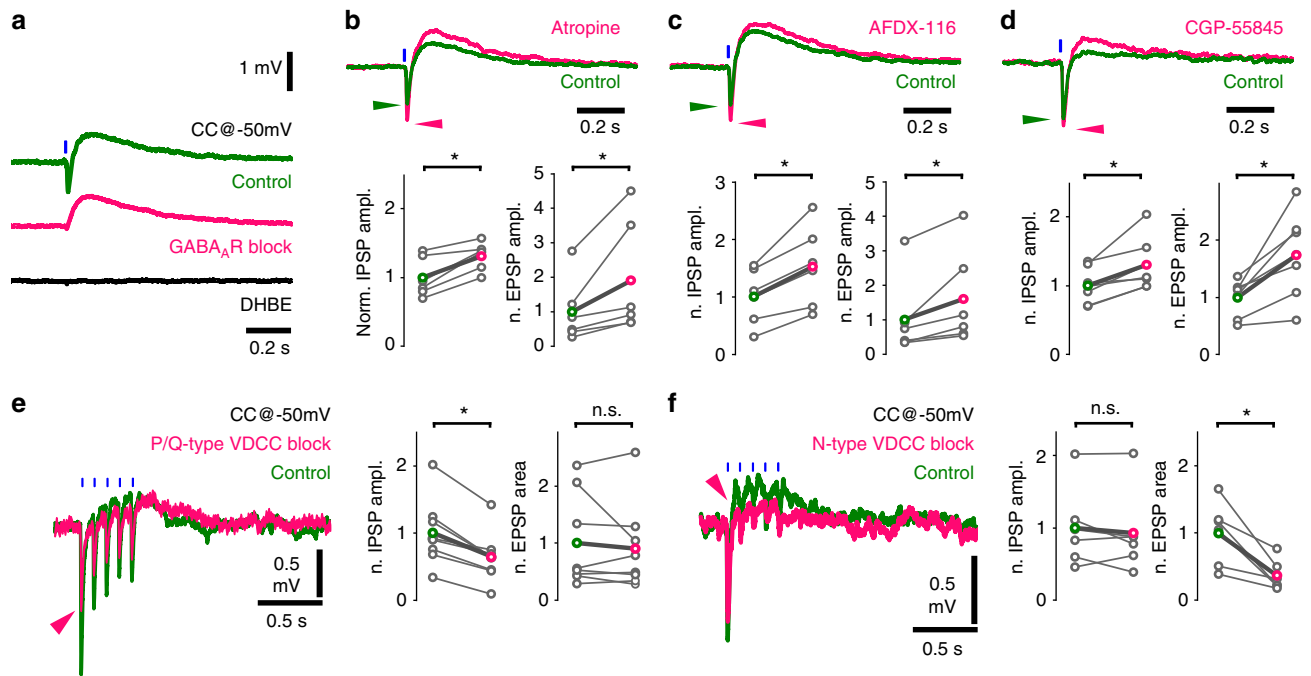 a
1 mV
CC@-50mV
Control
GABAAR block
DHBE
0.2 s
b
Atropine
Control
0.2 s
*
*
Norm. IPSP ampl.
2
1
0
n. EPSP ampl.
5
4
3
2
1
0
c
AFDX-116
Control
0.2 s
*
*
n. IPSP ampl.
3
2
1
0
n. EPSP ampl.
5
4
3
2
1
0
d
CGP-55845
Control
0.2 s
*
*
n. IPSP ampl.
2
1
0
n. EPSP ampl.
3
2
1
0
e
CC@-50mV
P/Q-type VDCC block
Control
0.5
mV
0.5 s
*
n.s.
n. IPSP ampl.
2
1
0
n. EPSP area
2
1
0
f
CC@-50mV
N-type VDCC block
Control
0.5
mV
0.5 s
n.s.
*
n. IPSP ampl.
2
1
0
n. EPSP area
2
1
0